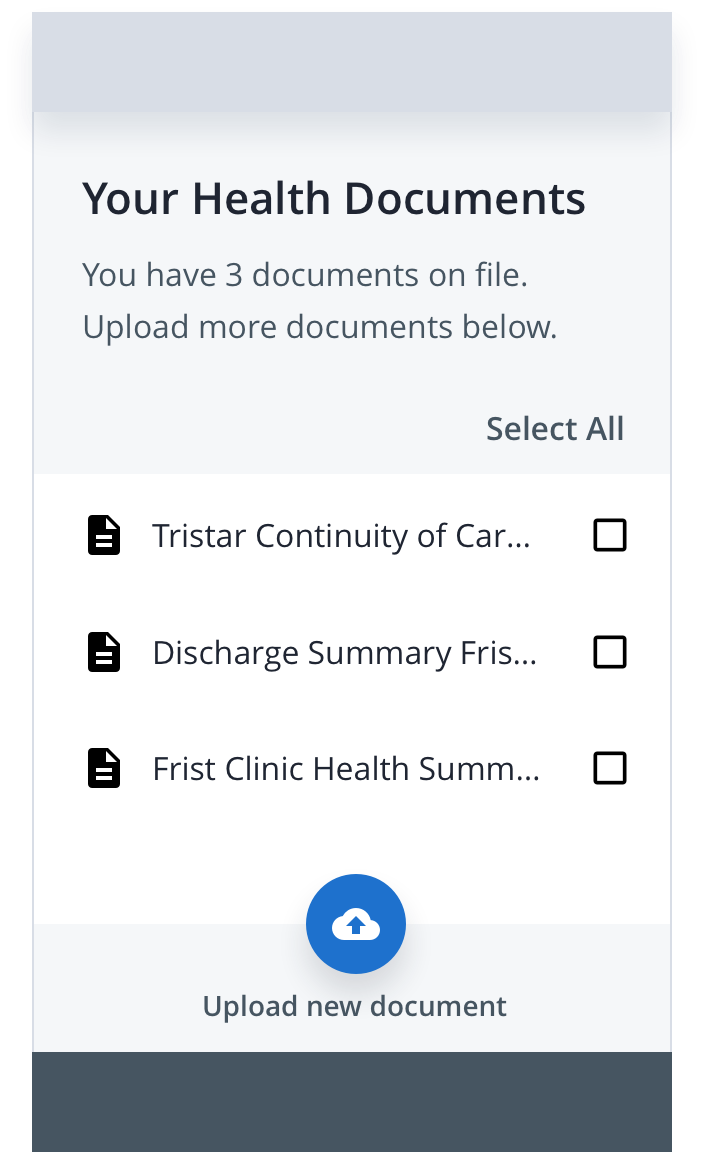 Your Health Documents
You have 3 documents on file.
Upload more documents below.
Select All
Tristar Continuity of Car...
Discharge Summary Fris...
Frist Clinic Health Summ...
Upload new document